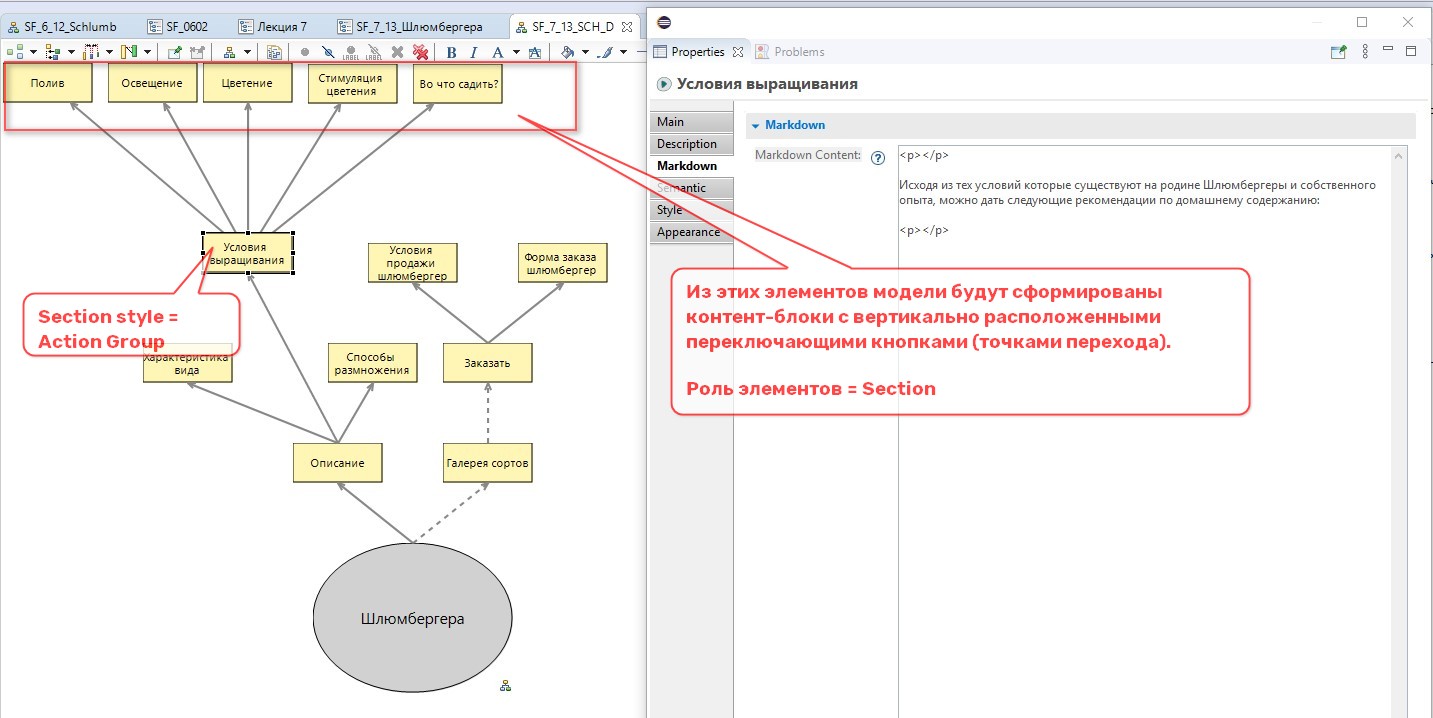 SF_6_12_Schlumb
SF_0602
Лекция 7
SF_7_13_Шлюмбергера
SF_7_13_SCH_D
LABEL
LABEL
B
I
A
A
Полив
Освещение
Цветение
Стимуляция
цветения
Во что садить?
Условия
выращивания
Условия
продажи
шлюмбергер
Форма заказа
шлюмбергер
Section style =
Action Group
Характеристика
вида
Способы
размножения
Заказать
Описание
Галерея сортов
Шлюмбергера
Properties
Problems
Условия выращивания
Main
Description
Markdown
Semantic
Style
Appearance
Markdown
Markdown Content:
?
<p></p>
Исходя из тех условий которые существуют на родине Шлюмбергеры и собственного
опыта, можно дать следующие рекомендации по домашнему содержанию:
<p></p>
Из этих элементов модели будут сформированы
контент-блоки с вертикально расположенными
переключающими кнопками (точками перехода).
Роль элементов = Section